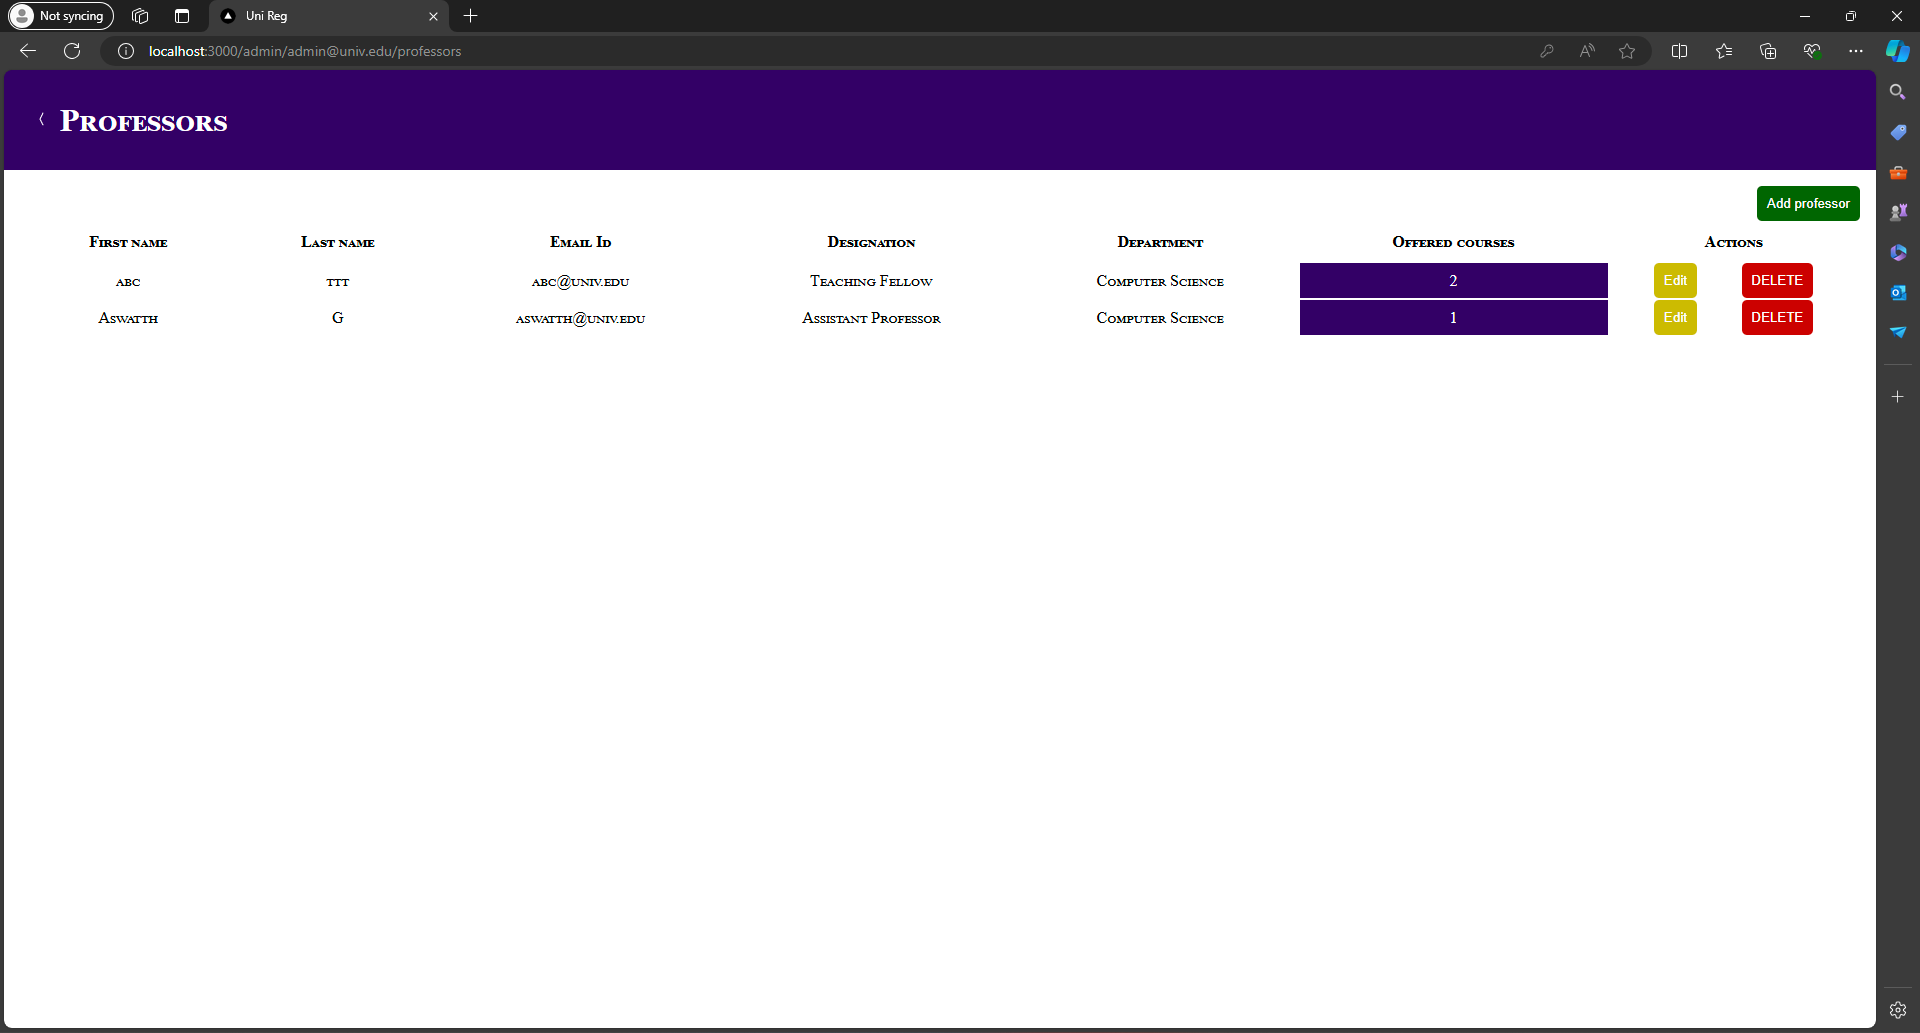 Not syncing
Uni Reg
localhost:3000/admin/admin@univ.edu/professors
Professors
Add professor
First name Last name Email Id Designation Department Offered courses Actions
abc ttt abc@univ.edu Teaching Fellow Computer Science 2 Edit DELETE
Aswatth G aswatth@univ.edu Assistant Professor Computer Science 1 Edit DELETE